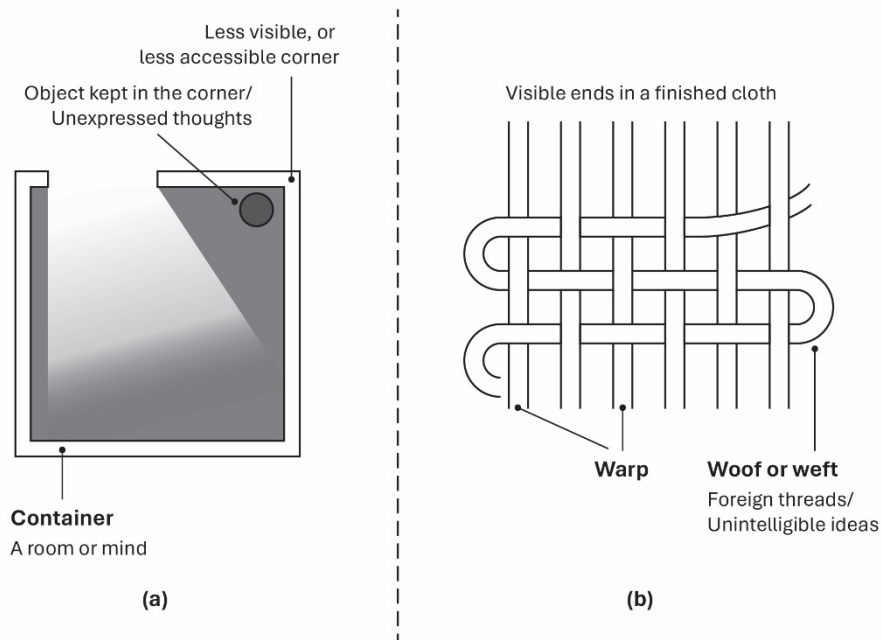 Less visible, or
less accessible corner
Object kept in the corner/
Unexpressed thoughts
Container
A room or mind
(a)
Visible ends in a finished cloth
Warp
Woof or weft
Foreign threads/
Unintelligible ideas
(b)